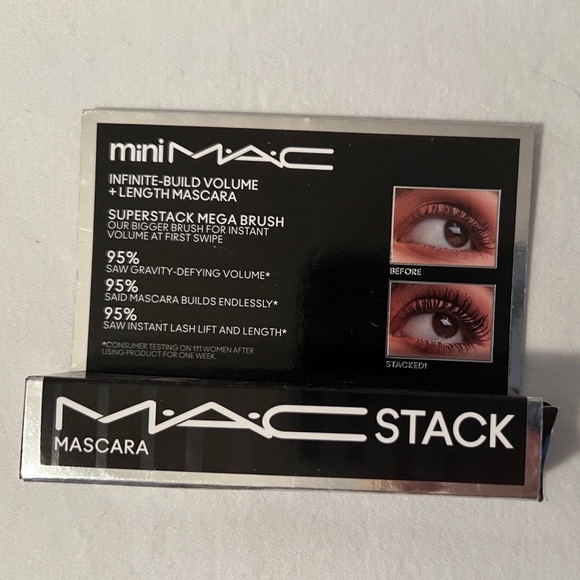 mini M·A·C
INFINITE-BUILD VOLUME
+ LENGTH MASCARA
SUPERSTACK MEGA BRUSH
OUR BIGGER BRUSH FOR INSTANT
VOLUME AT FIRST SWIPE
95%
SAW GRAVITY-DEFYING VOLUME*
95%
SAID MASCARA BUILDS ENDLESSLY*
95%
SAW INSTANT LASH LIFT AND LENGTH*
*CONSUMER TESTING ON 111 WOMEN AFTER
USING PRODUCT FOR ONE WEEK.
BEFORE
STACKED!
M·A·C STACK
MASCARA